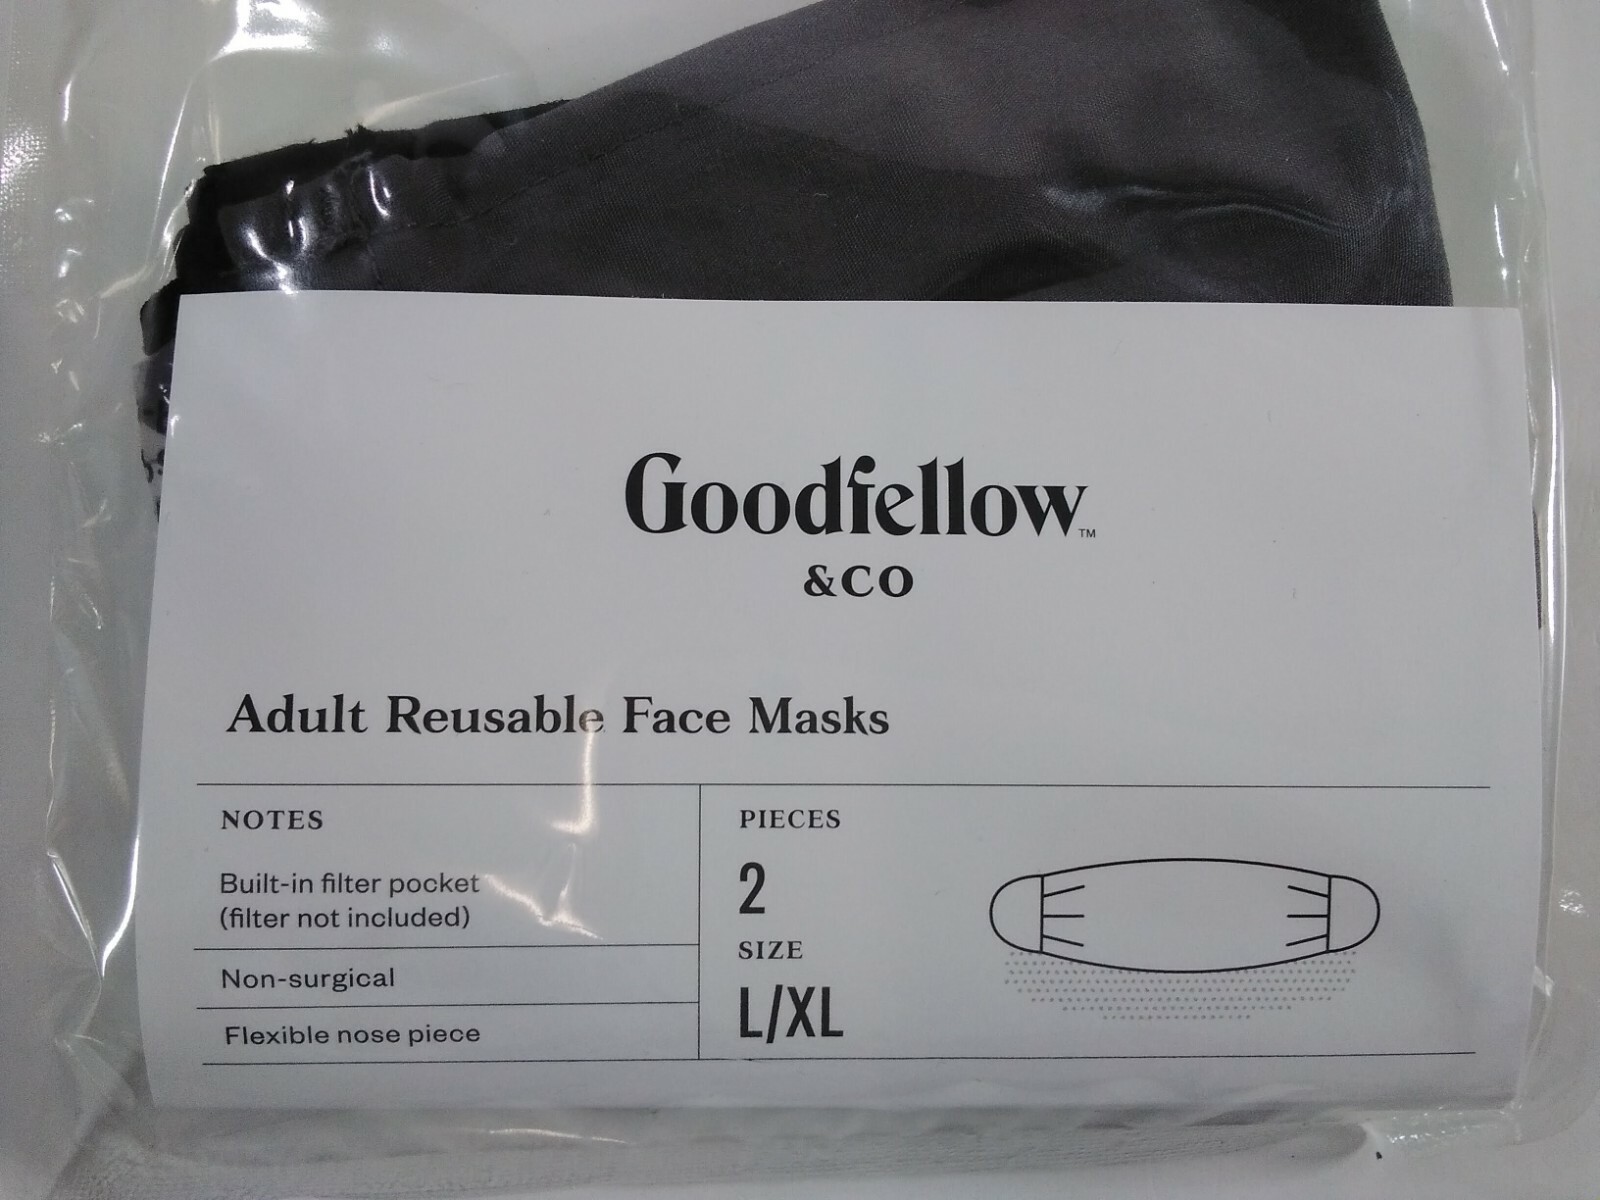 Goodfellow™
&CO
Adult Reusable Face Masks
NOTES
Built-in filter pocket
(filter not included)
Non-surgical
Flexible nose piece
PIECES
2
SIZE
L/XL